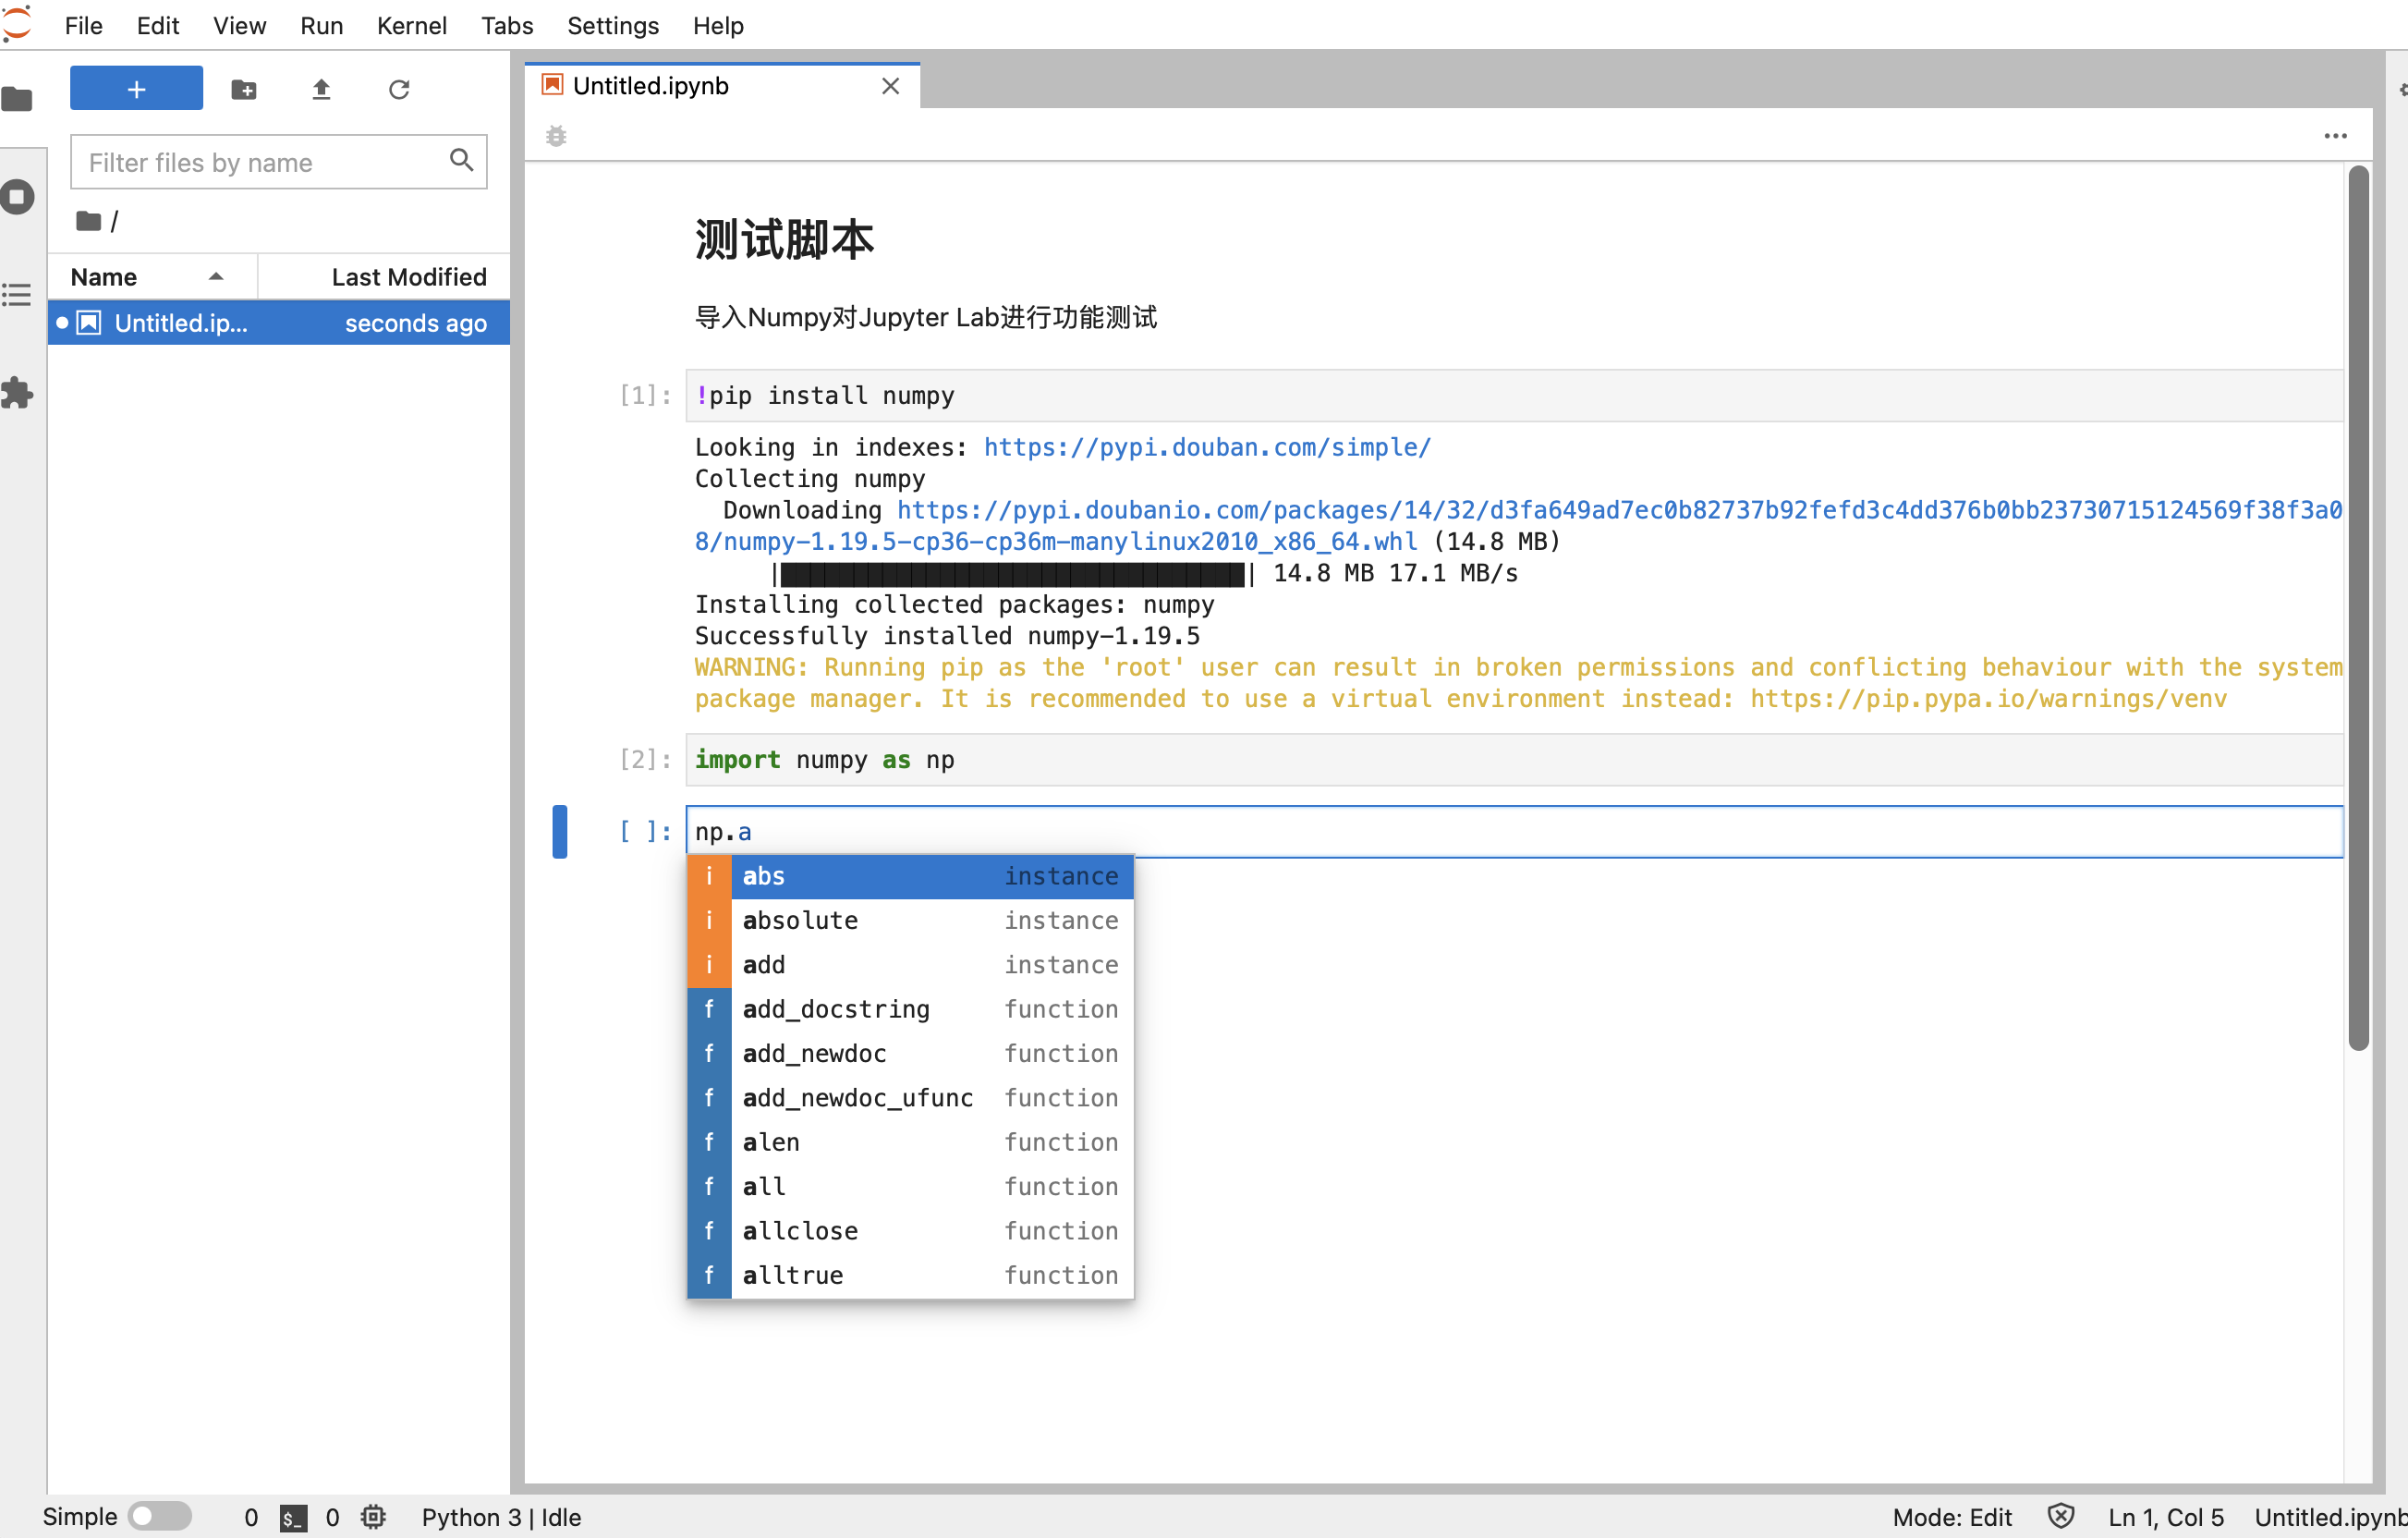 File Edit View Run Kernel Tabs Settings Help
+
Filter files by name
/
Name Last Modified
Untitled.ip... seconds ago
Untitled.ipynb
测试脚本
导入Numpy对Jupyter Lab进行功能测试
[1]: !pip install numpy
Looking in indexes: https://pypi.douban.com/simple/
Collecting numpy
Downloading https://pypi.doubanio.com/packages/14/32/d3fa649ad7ec0b82737b92fefd3c4dd376b0bb23730715124569f38f3a0
8/numpy-1.19.5-cp36-cp36m-manylinux2010_x86_64.whl (14.8 MB)
|████████████████████████████████| 14.8 MB 17.1 MB/s
Installing collected packages: numpy
Successfully installed numpy-1.19.5
WARNING: Running pip as the 'root' user can result in broken permissions and conflicting behaviour with the system
package manager. It is recommended to use a virtual environment instead: https://pip.pypa.io/warnings/venv
[2]: import numpy as np
[ ]: np.a
i abs instance
i absolute instance
i add instance
f add_docstring function
f add_newdoc function
f add_newdoc_ufunc function
f alen function
f all function
f allclose function
f alltrue function
Simple 0 $_ 0 Python 3 | Idle Mode: Edit Ln 1, Col 5 Untitled.ipynb